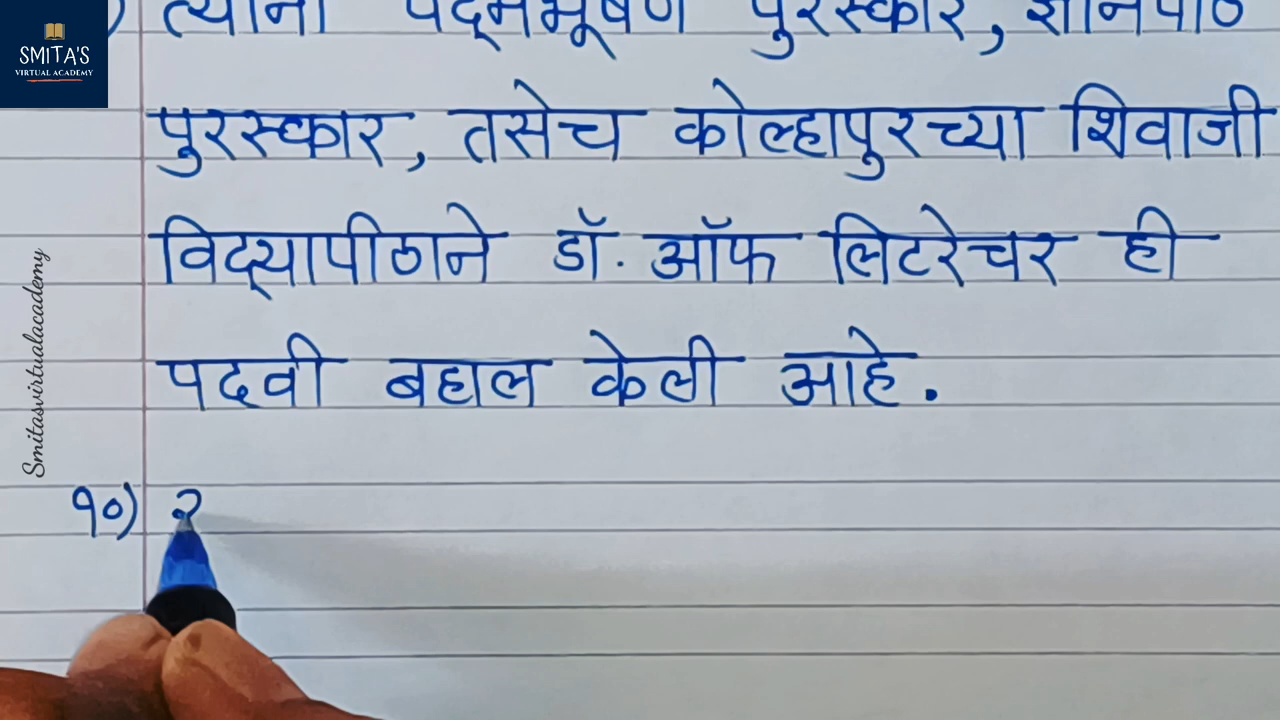 SMITA'S
VIRTUAL ACADEMY
) त्यांना पद्मभूषण पुरस्कार, ज्ञानपीठ
पुरस्कार, तसेच कोल्हापुरच्या शिवाजी
विद्यापीठाने डॉ. ऑफ लिटरेचर ही
पदवी बहाल केली आहे.
१०) २
Smitasvirtualacademy